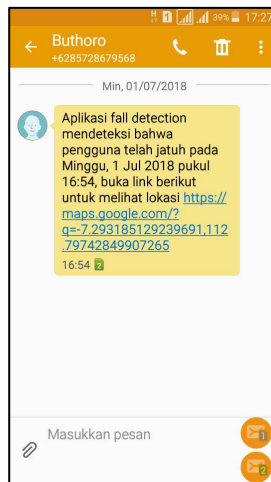 39% 17:27
Buthoro
+6285728679568
Min, 01/07/2018
Aplikasi fall detection
mendeteksi bahwa
pengguna telah jatuh pada
Minggu, 1 Jul 2018 pukul
16:54, buka link berikut
untuk melihat lokasi https://
maps.google.com/?
q=-7.293185129239691,112
.79742849907265
16:54 2
Masukkan pesan
1
2